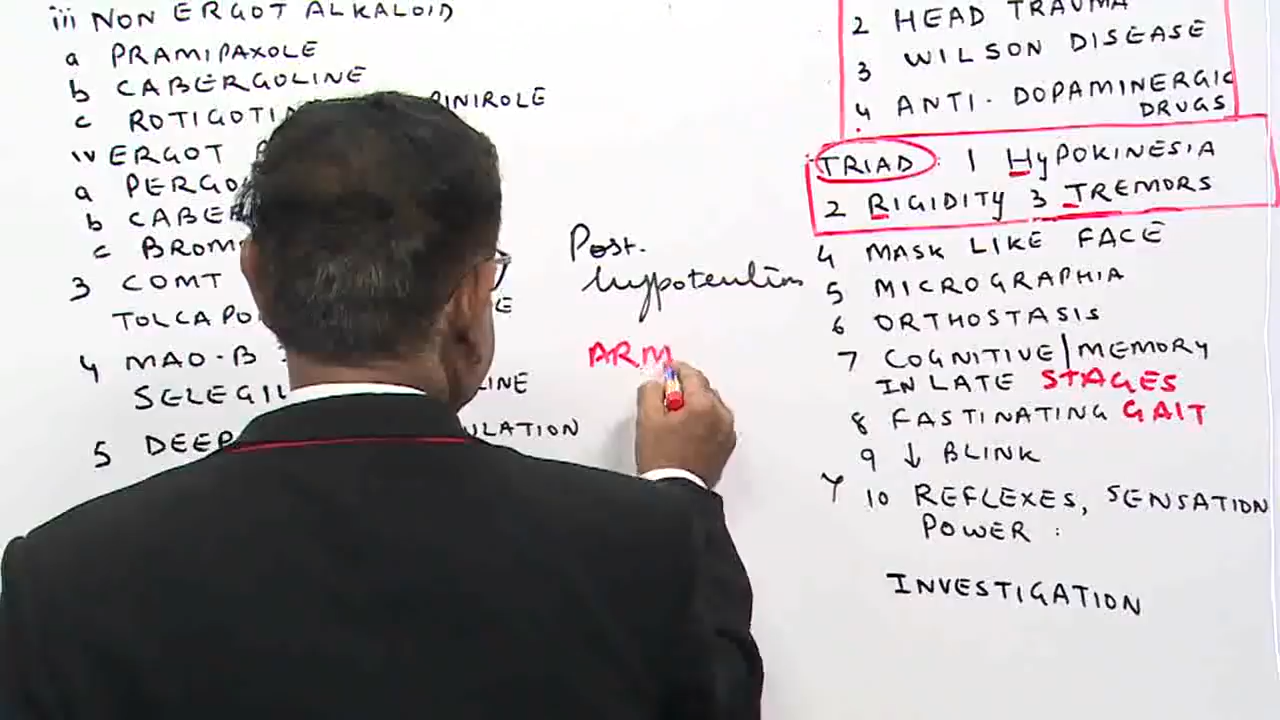 iii NON ERGOT ALKALOID
a PRAMIPAXOLE
b CABERGOLINE
c ROTIGOTI PINIROLE
iv ERGOT
a PERGO
b CABER
c BROM
3 COMT
TOLCAPO E
4 MAO-B
SELEGIL LINE
5 DEEP ULATION
Post.
hypotention
ARM
2 HEAD TRAUMA
3 WILSON DISEASE
4 ANTI-DOPAMINERGIC
DRUGS
TRIAD 1 HYPOKINESIA
2 RIGIDITY 3 TREMORS
4 MASK LIKE FACE
5 MICROGRAPHIA
6 ORTHOSTASIS
7 COGNITIVE/MEMORY
IN LATE STAGES
8 FASTINATING GAIT
9 ↓ BLINK
10 REFLEXES, SENSATION
POWER :
INVESTIGATION